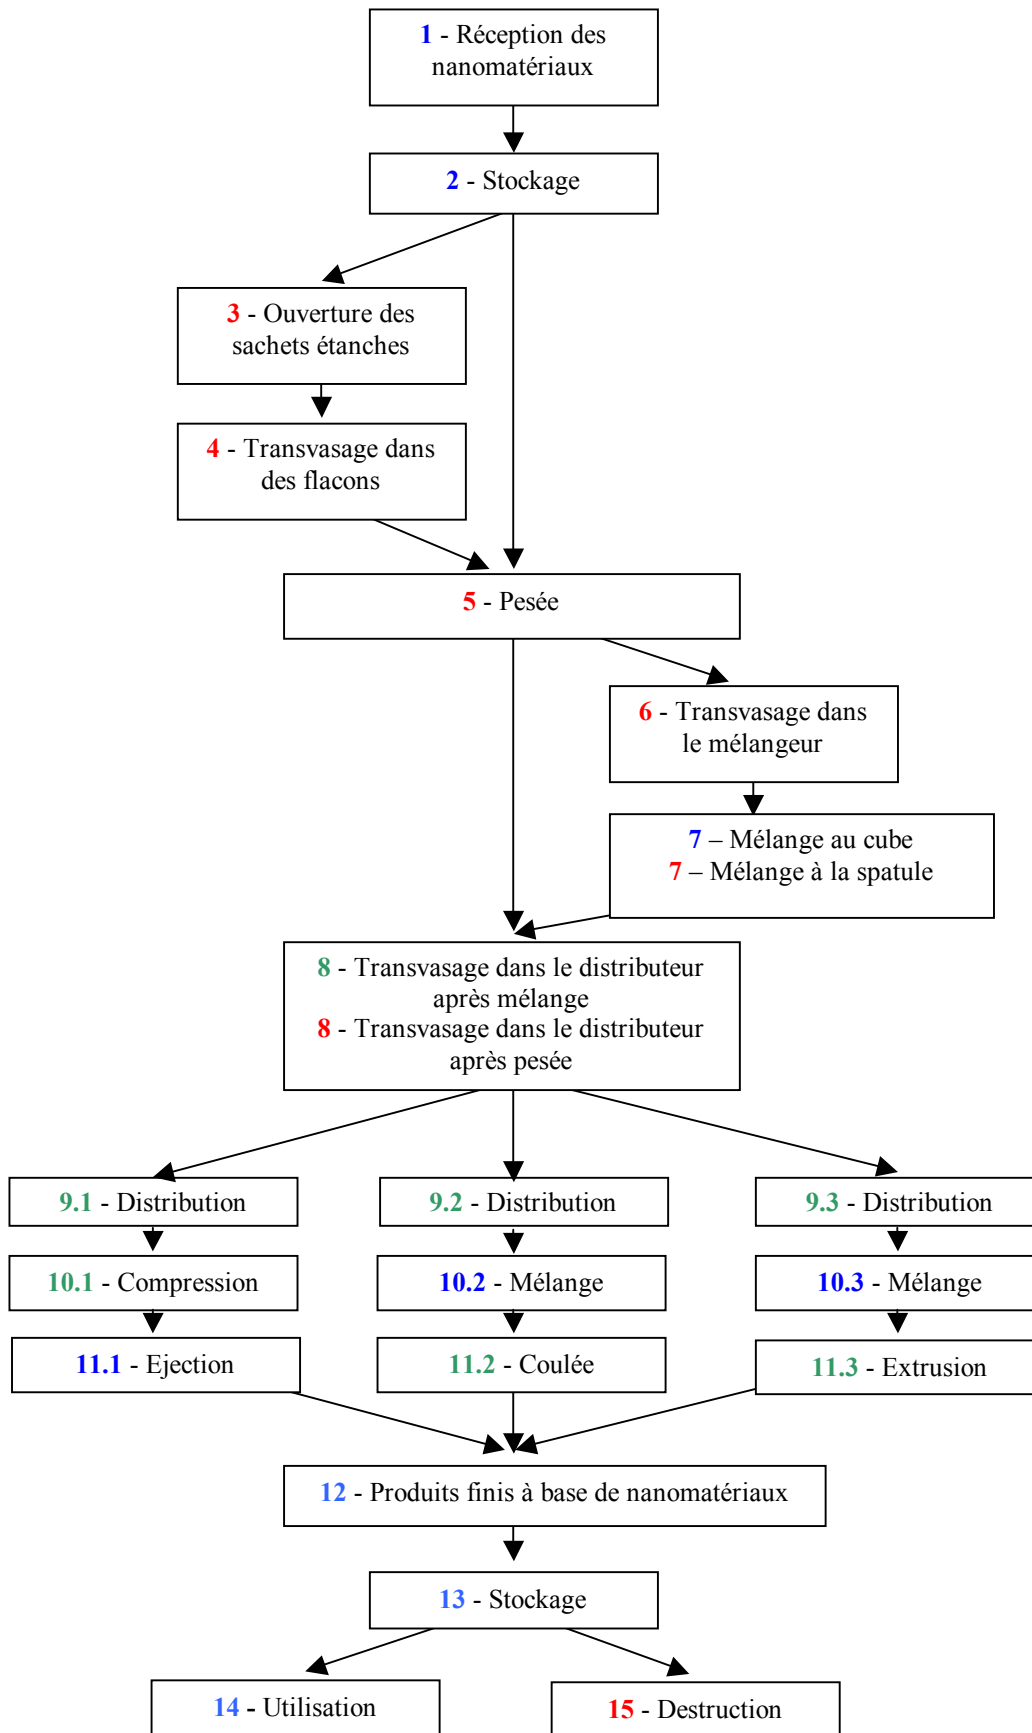 1 - Réception des
nanomatériaux
2 - Stockage
3 - Ouverture des
sachets étanches
4 - Transvasage dans
des flacons
5 - Pesée
6 - Transvasage dans
le mélangeur
7 – Mélange au cube
7 – Mélange à la spatule
8 - Transvasage dans le distributeur
après mélange
8 - Transvasage dans le distributeur
après pesée
9.1 - Distribution
9.2 - Distribution
9.3 - Distribution
10.1 - Compression
10.2 - Mélange
10.3 - Mélange
11.1 - Ejection
11.2 - Coulée
11.3 - Extrusion
12 - Produits finis à base de nanomatériaux
13 - Stockage
14 - Utilisation
15 - Destruction